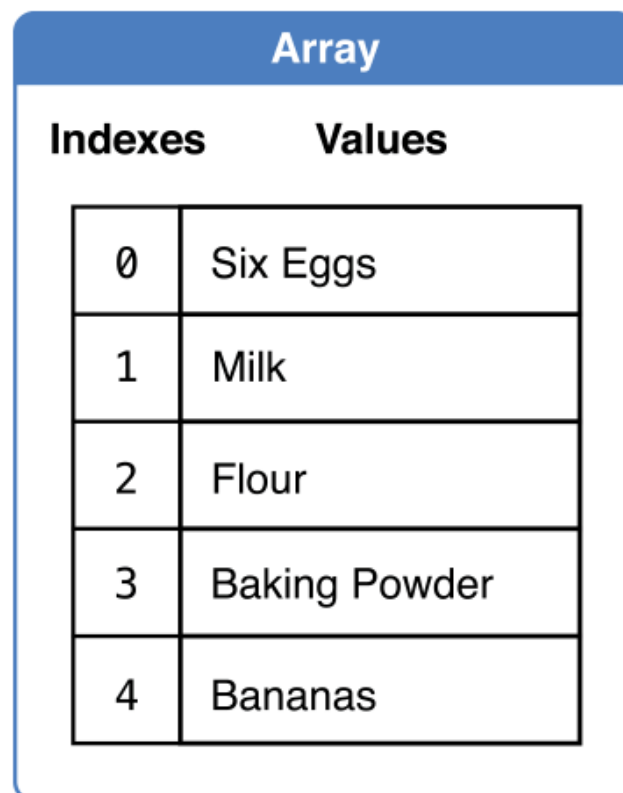 Array
Indexes Values
0 Six Eggs
1 Milk
2 Flour
3 Baking Powder
4 Bananas